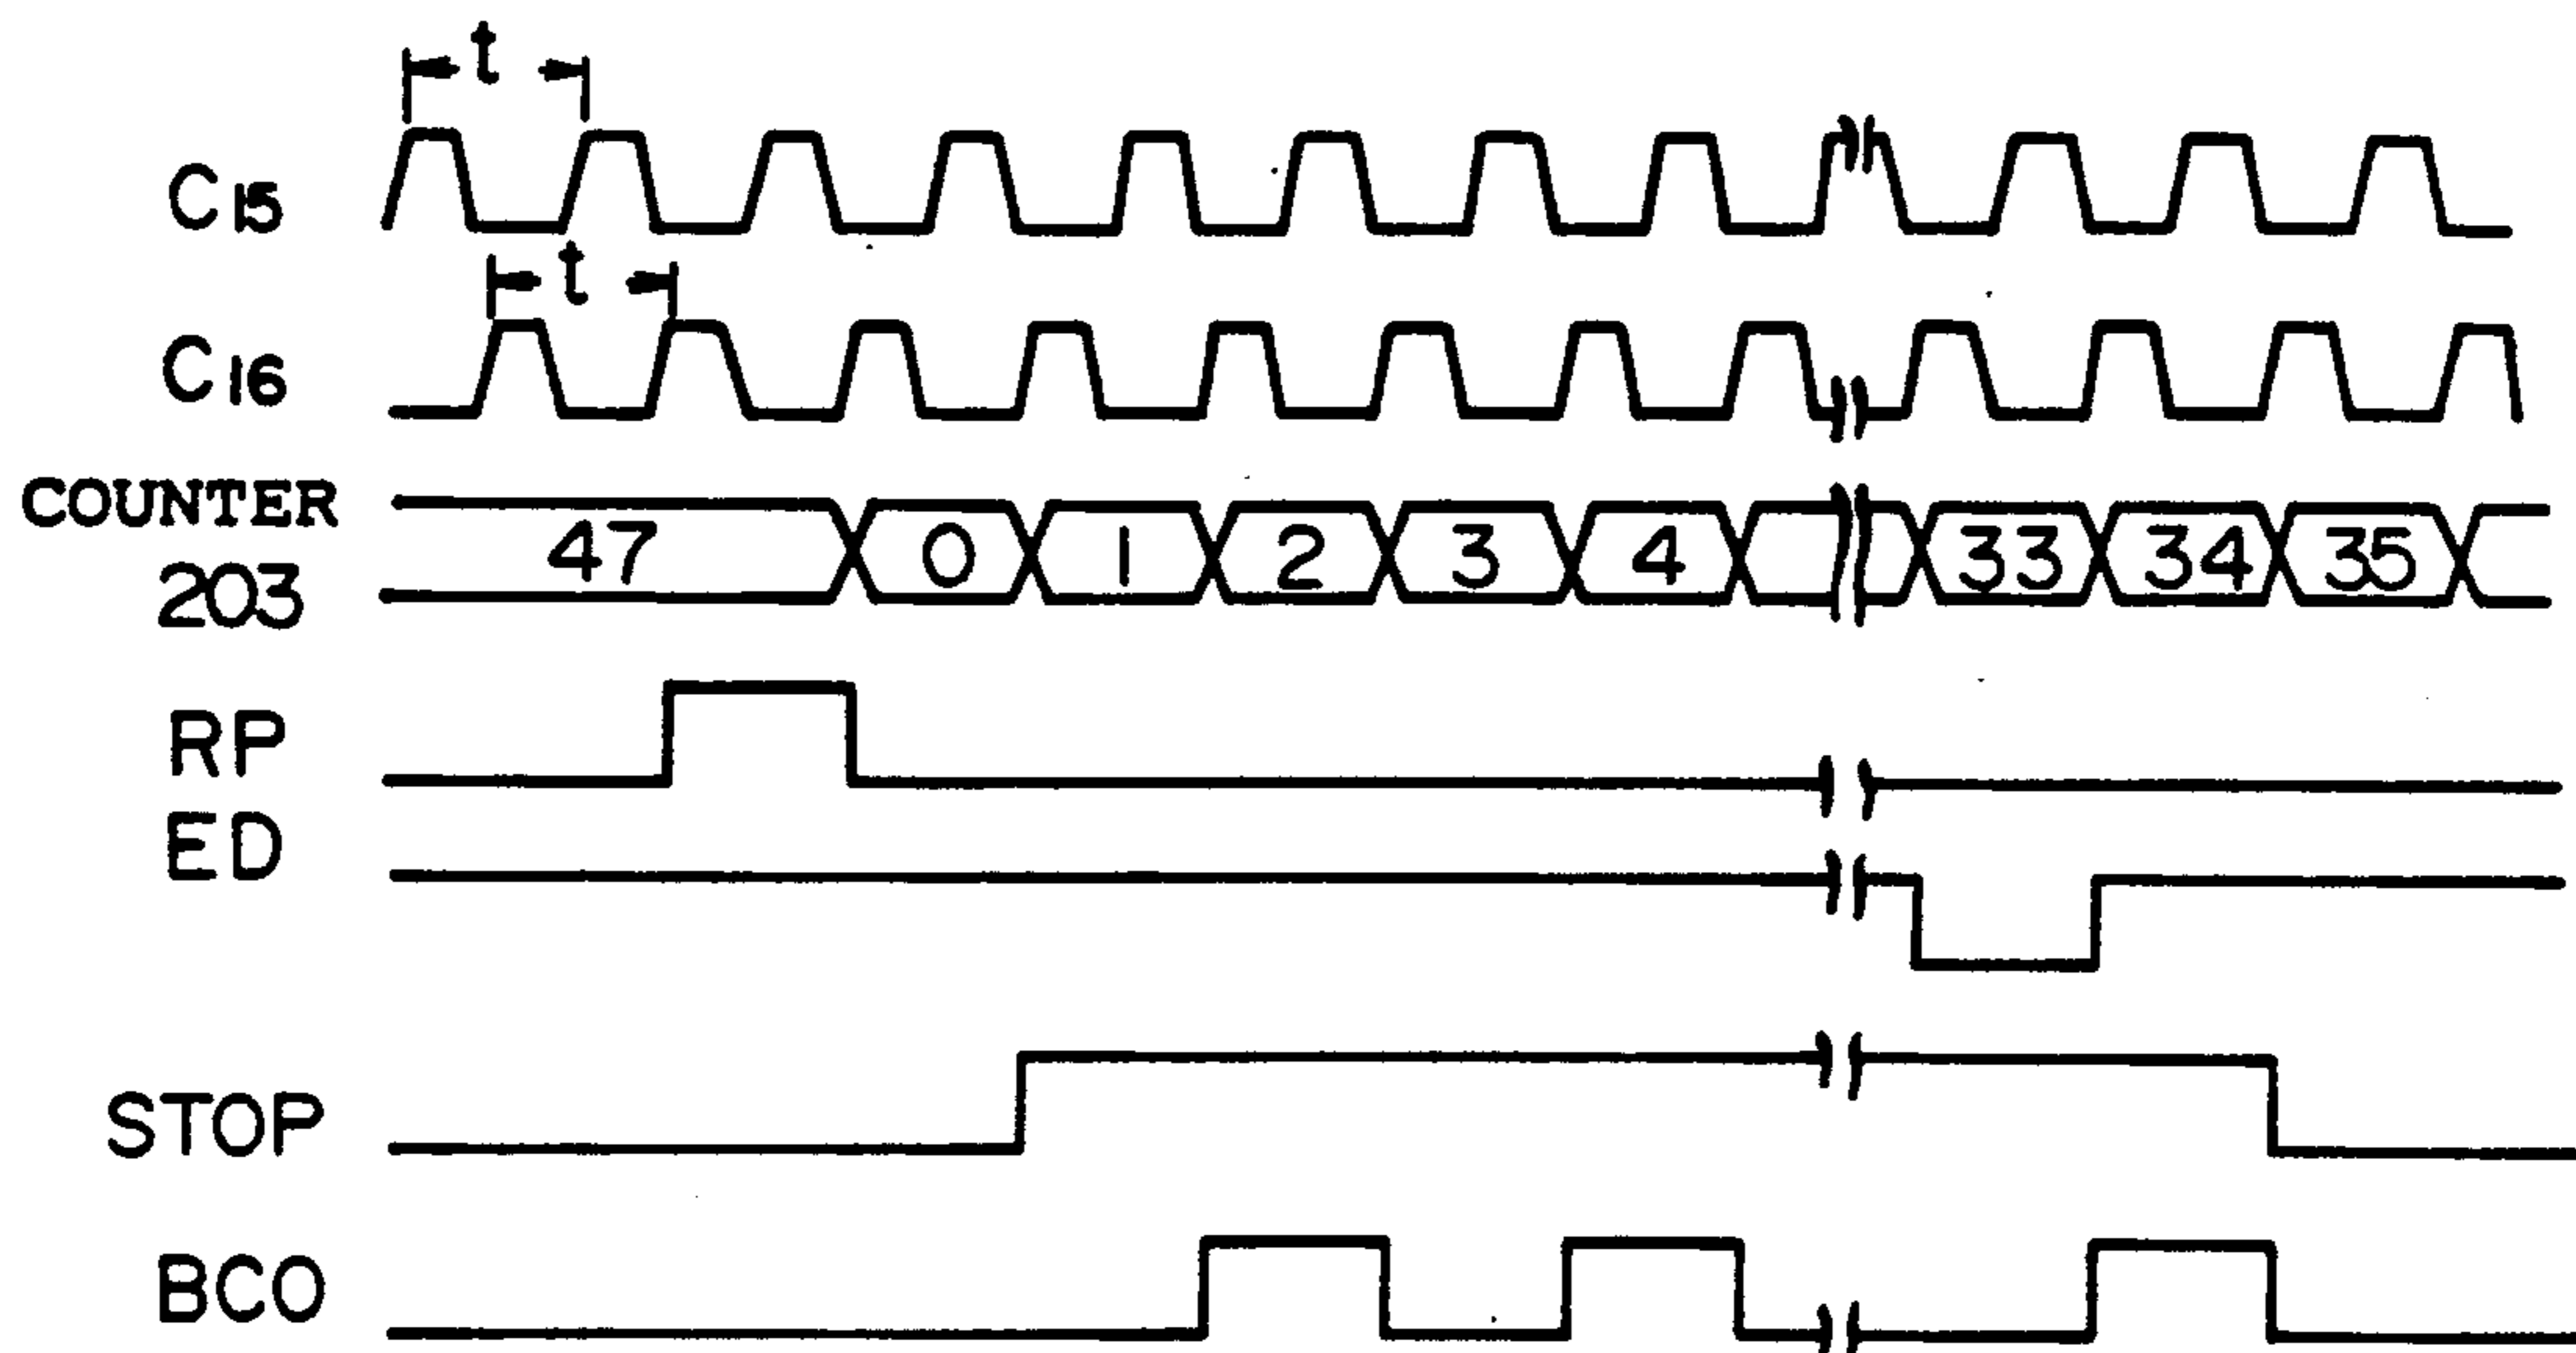 t
C15
t
C16
COUNTER
203
47 0 1 2 3 4 33 34 35
RP
ED
STOP
BCO